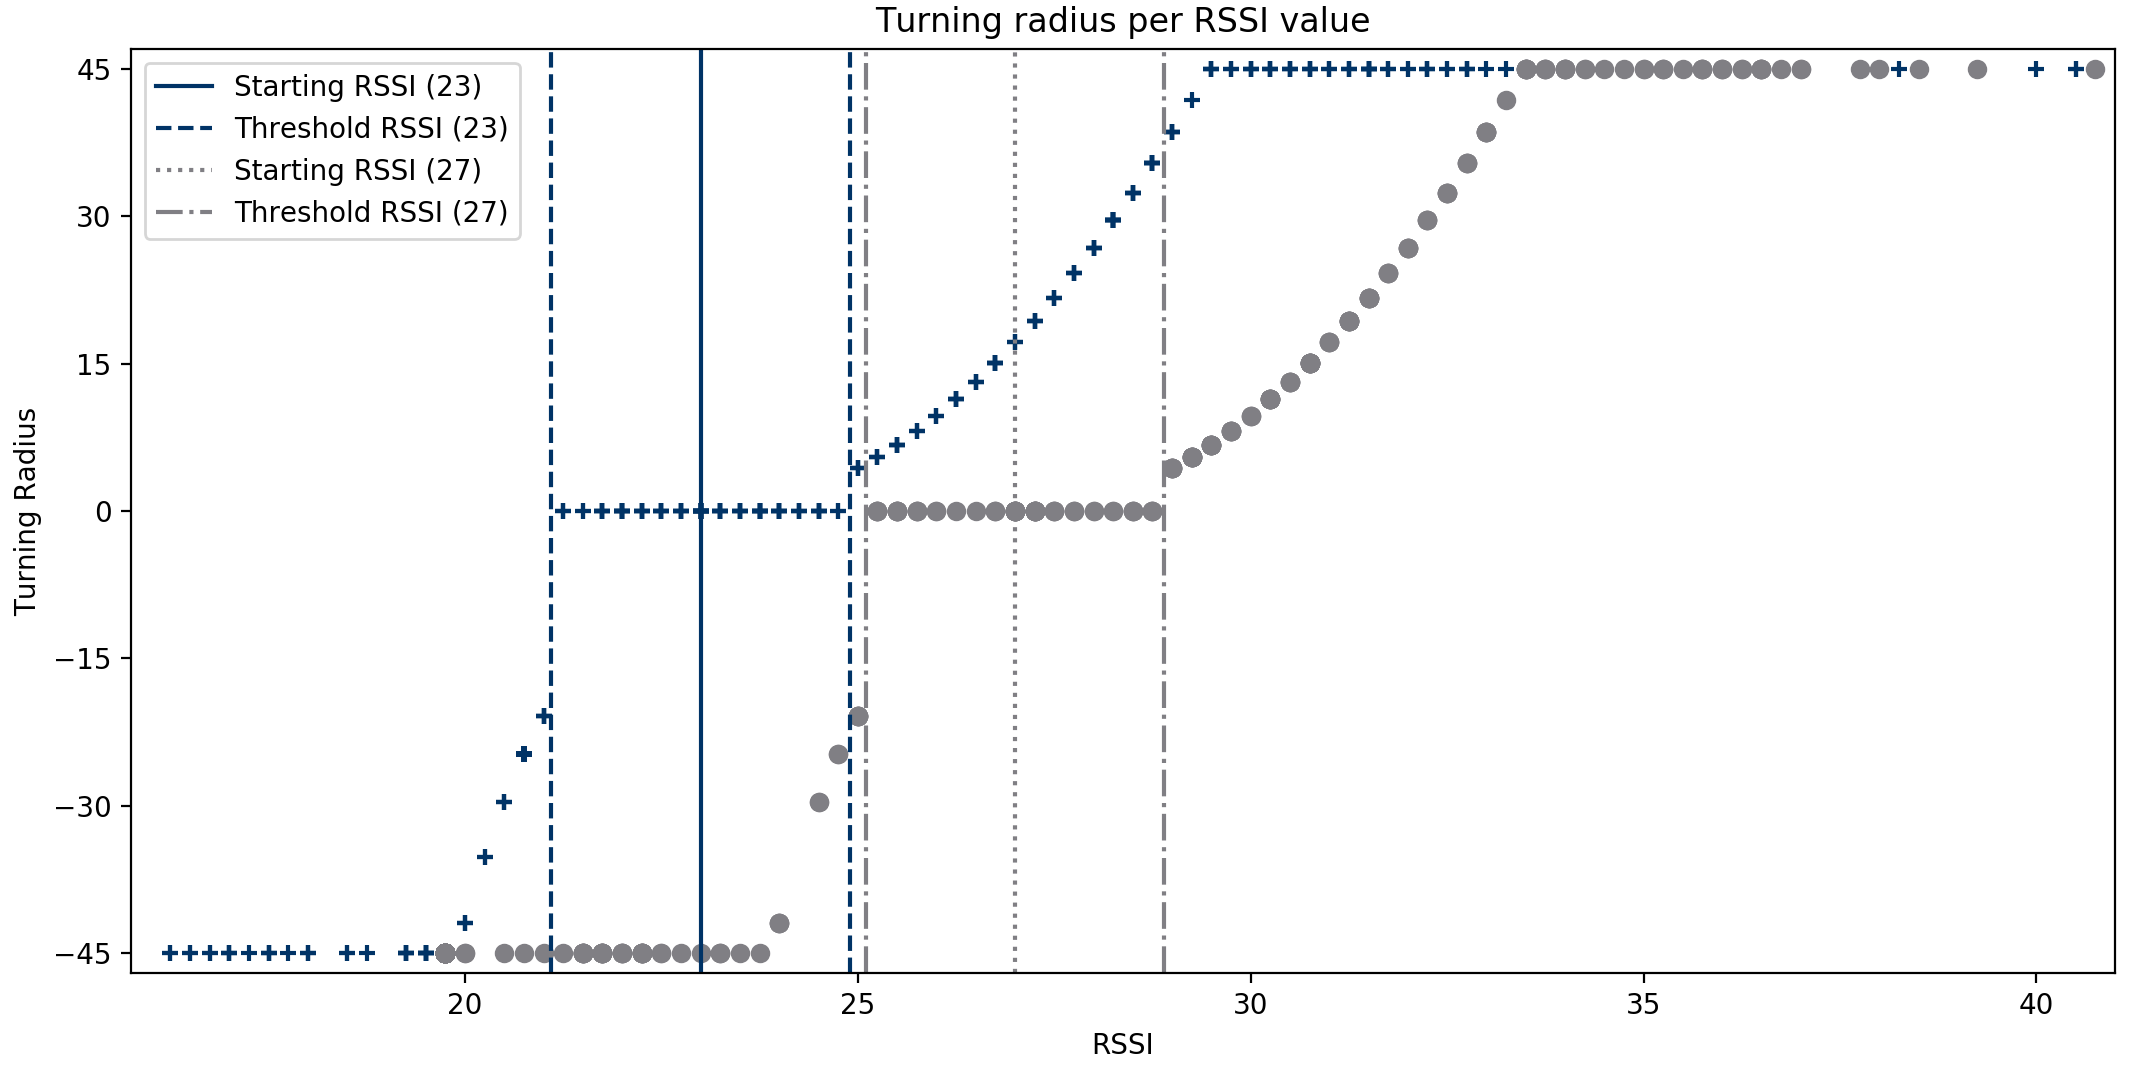 Turning radius per RSSI value
Starting RSSI (23)
Threshold RSSI (23)
Starting RSSI (27)
Threshold RSSI (27)
45
30
15
0
−15
−30
−45
Turning Radius
20 25 30 35 40
RSSI